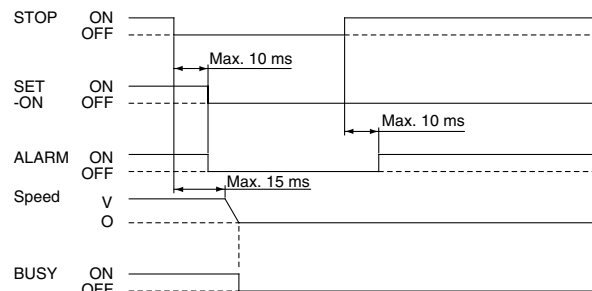 STOP ON
OFF
Max. 10 ms
SET ON
-ON OFF
Max. 10 ms
ALARM ON
OFF
Max. 15 ms
Speed V
O
BUSY ON
OFF